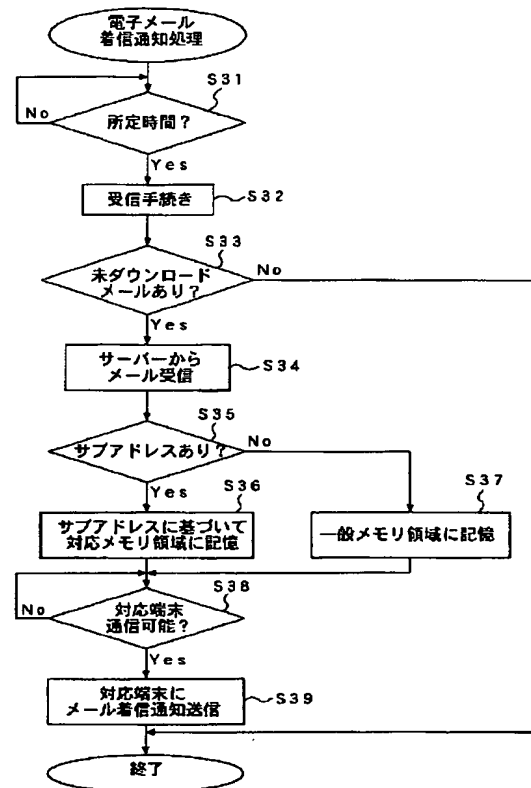 電子メール
着信通知処理
S31
No
所定時間？
Yes
受信手続き
S32
S33
未ダウンロード
メールあり？
No
Yes
サーバーから
メール受信
S34
S35
サブアドレスあり？
No
Yes
S36
S37
サブアドレスに基づいて
対応メモリ領域に記憶
一般メモリ領域に記憶
S38
No
対応端末
通信可能？
Yes
対応端末に
メール着信通知送信
S39
終了